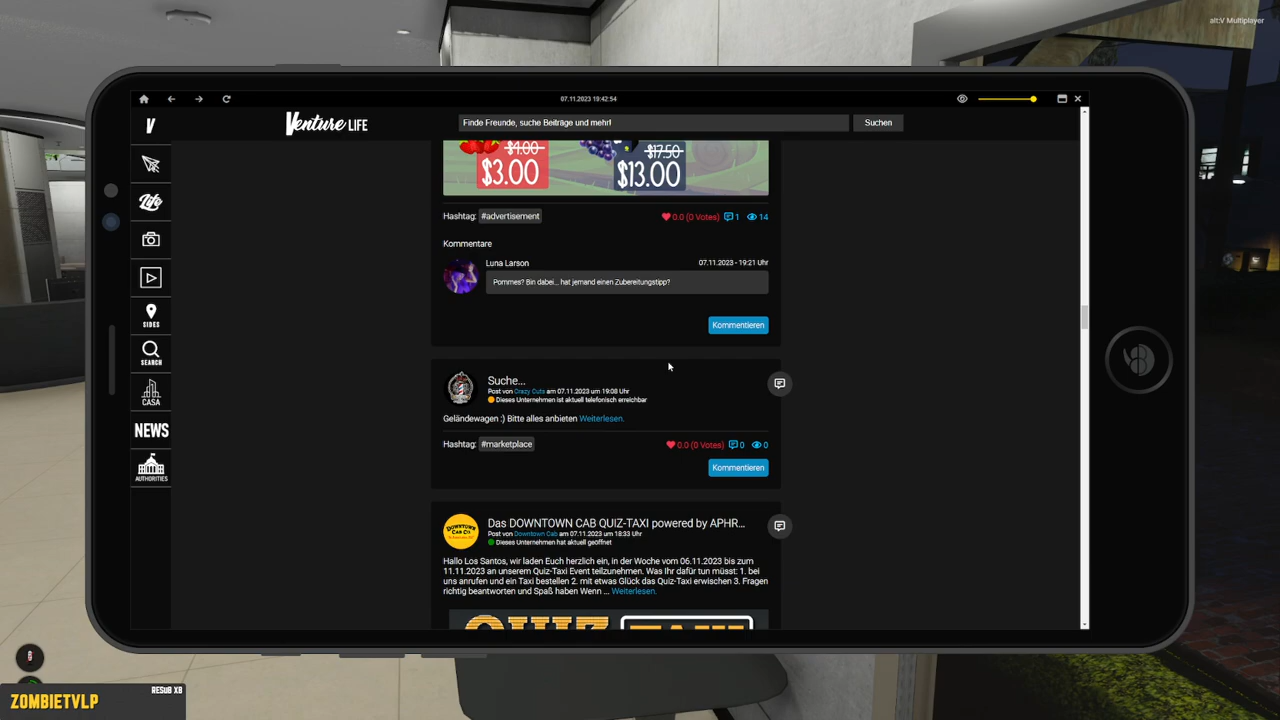 alt:V Multiplayer
07.11.2023 19:42:54
V
Venture LIFE
Finde Freunde, suche Beiträge und mehr!
Suchen
Life
SIDES
SEARCH
CASA
NEWS
AUTHORITIES
$4.00
$3.00
$17.50
$13.00
Hashtag: #advertisement
0.0 (0 Votes) 1 14
Kommentare
Luna Larson
07.11.2023 - 19:21 Uhr
Pommes? Bin dabei... hat jemand einen Zubereitungstipp?
Kommentieren
Suche...
Post von Crazy Cuts am 07.11.2023 um 19:08 Uhr
Dieses Unternehmen ist aktuell telefonisch erreichbar
Geländewagen :) Bitte alles anbieten Weiterlesen.
Hashtag: #marketplace
0.0 (0 Votes) 0 0
Kommentieren
DOWNTOWN CAB CO.
Das DOWNTOWN CAB QUIZ-TAXI powered by APHR...
Post von Downtown Cab am 07.11.2023 um 18:33 Uhr
Dieses Unternehmen hat aktuell geöffnet
Hallo Los Santos, wir laden Euch herzlich ein, in der Woche vom 06.11.2023 bis zum
11.11.2023 an unserem Quiz-Taxi Event teilzunehmen. Was Ihr dafür tun müsst: 1. bei
uns anrufen und ein Taxi bestellen 2. mit etwas Glück das Quiz-Taxi erwischen 3. Fragen
richtig beantworten und Spaß haben Wenn ... Weiterlesen.
QUIZ TAXI
RESUB X8
ZOMBIETVLP